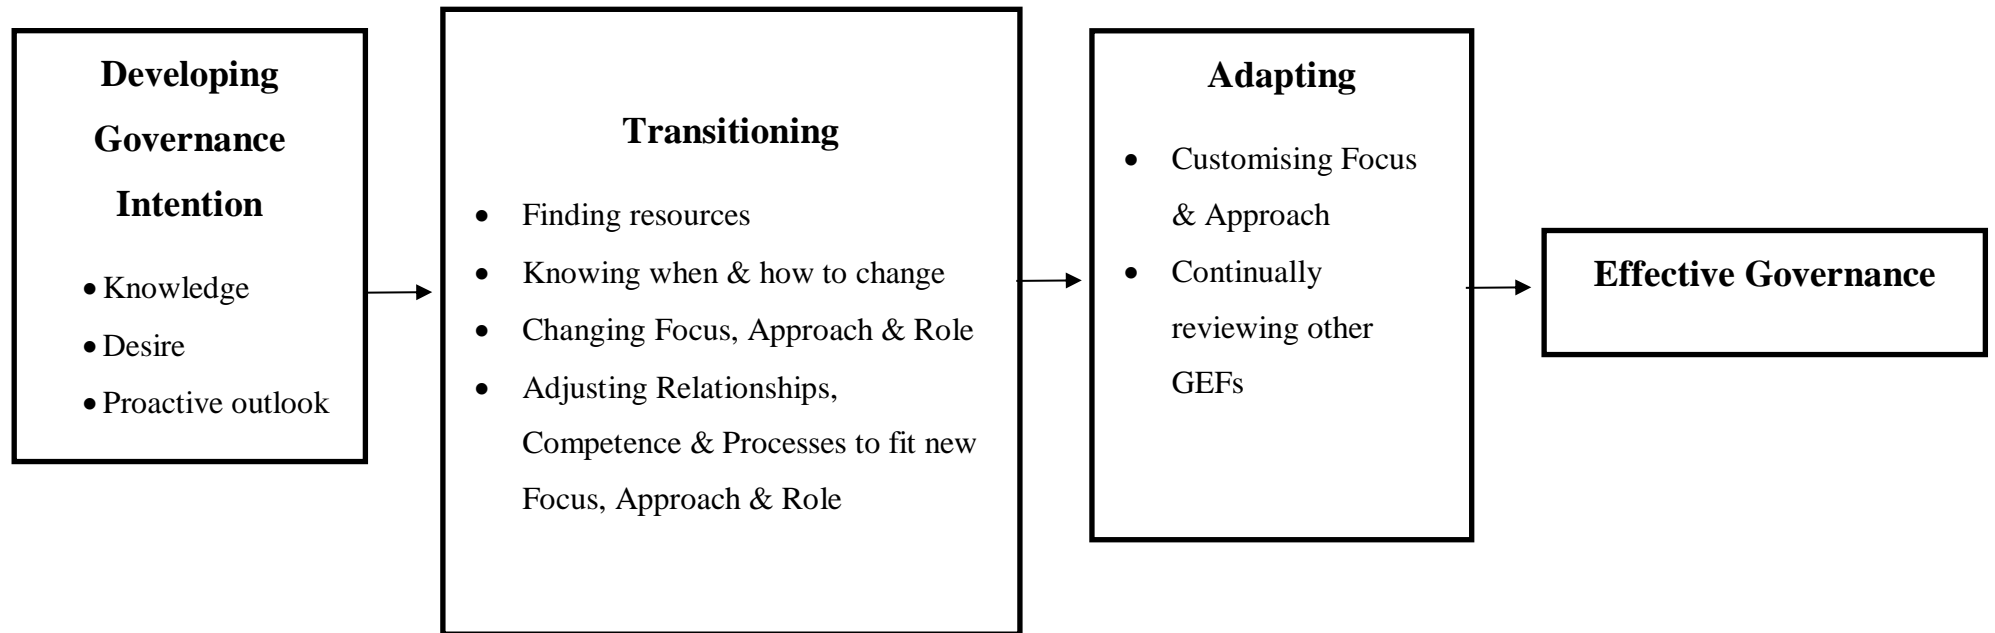 Developing
Governance
Intention
• Knowledge
• Desire
• Proactive outlook
Transitioning
• Finding resources
• Knowing when & how to change
• Changing Focus, Approach & Role
• Adjusting Relationships,
Competence & Processes to fit new
Focus, Approach & Role
Adapting
• Customising Focus
& Approach
• Continually
reviewing other
GEFs
Effective Governance